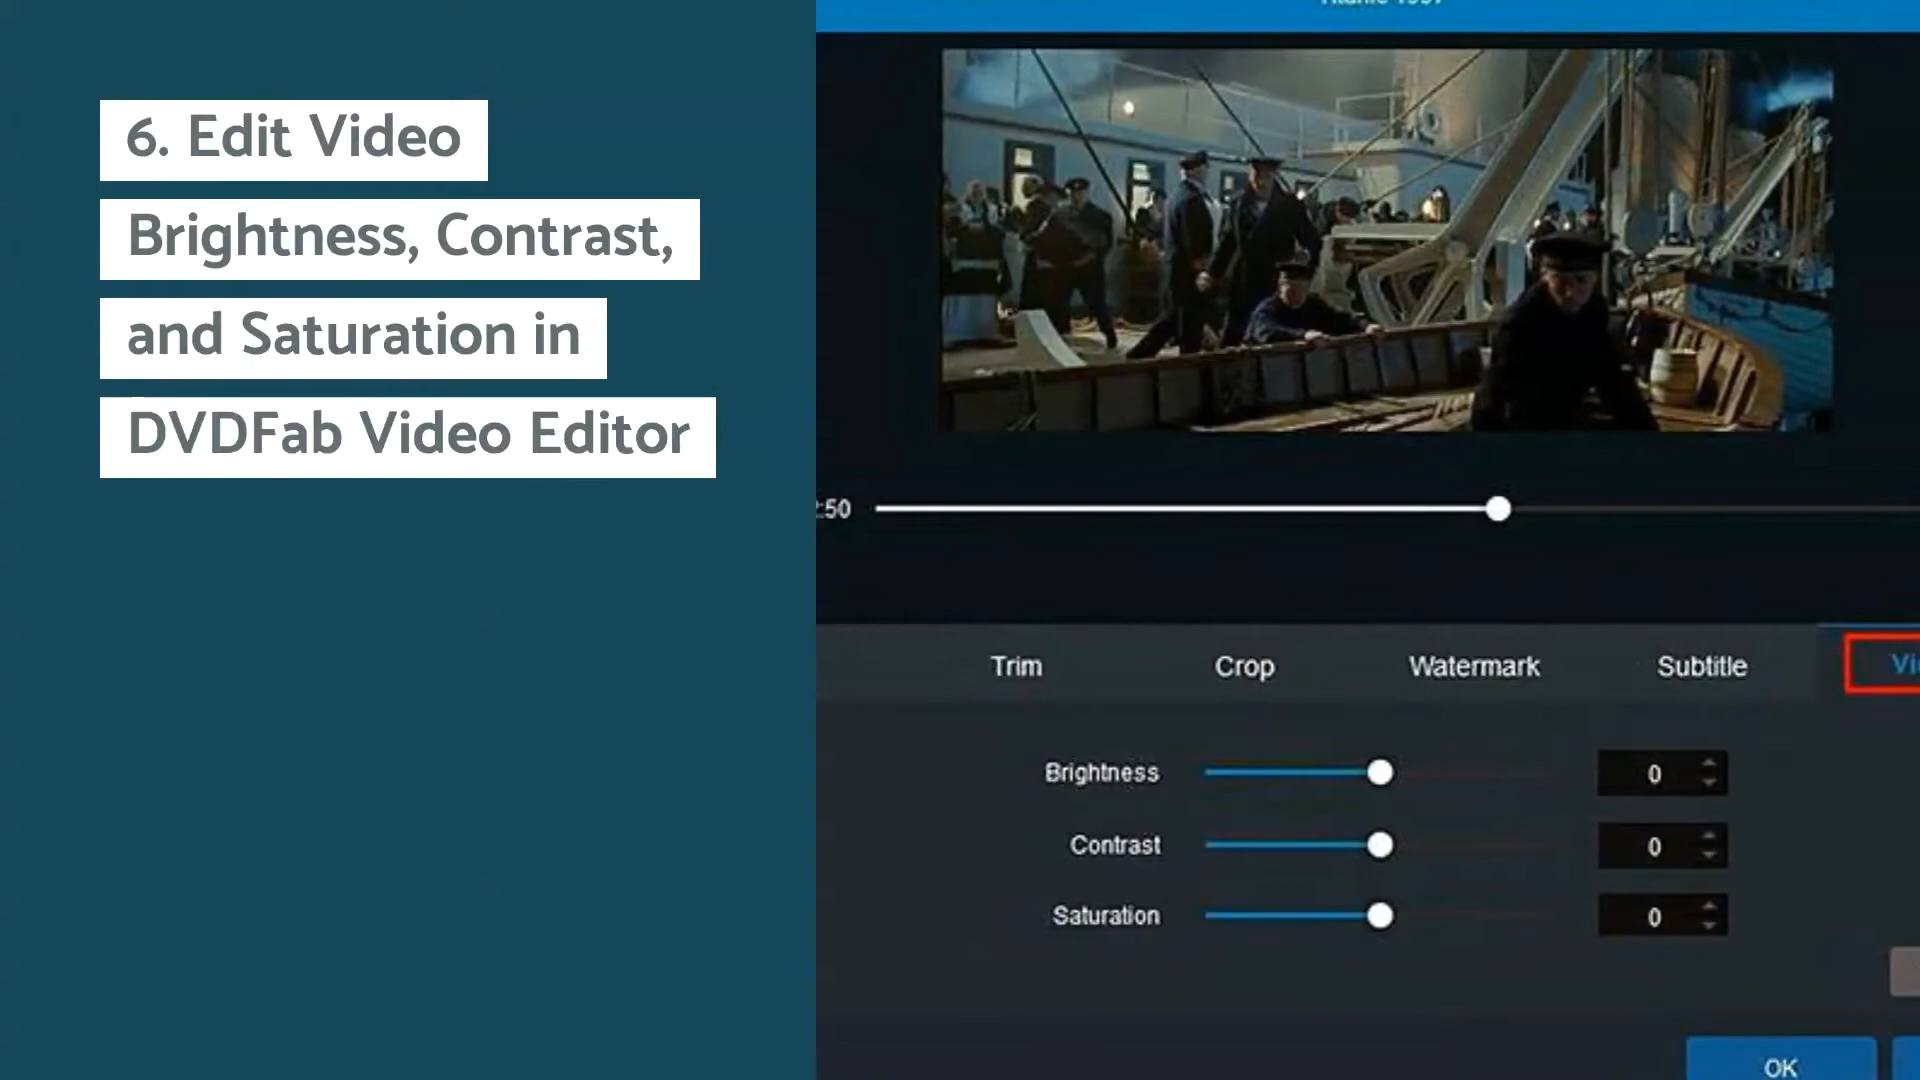 6. Edit Video
Brightness, Contrast,
and Saturation in
DVDFab Video Editor
:50
Trim
Crop
Watermark
Subtitle
Brightness
0
Contrast
0
Saturation
0
OK